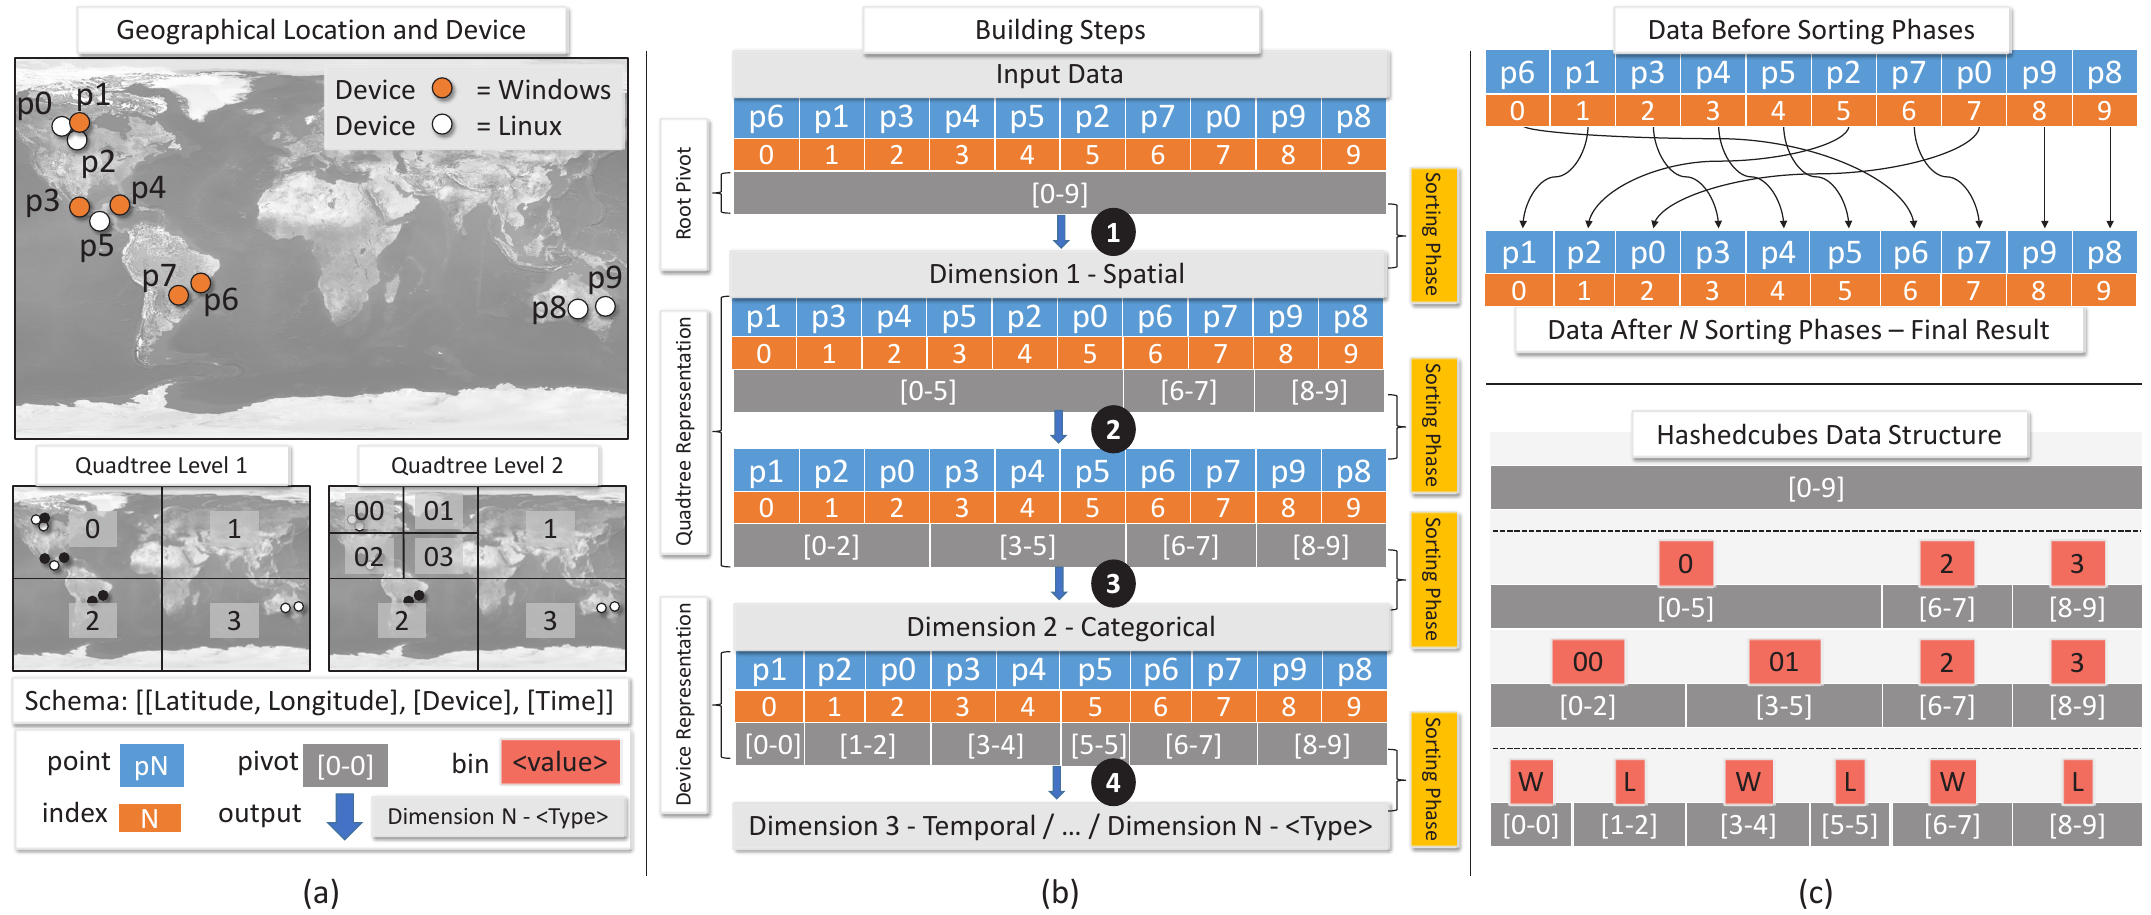 Geographical Location and Device
Device = Windows
Device = Linux
p0
p1
p2
p3
p4
p5
p7
p6
p9
p8
Quadtree Level 1
Quadtree Level 2
0
1
2
3
00
01
1
02
03
2
3
Schema: [[Latitude, Longitude], [Device], [Time]]
point pN pivot [0-0] bin <value>
index N output Dimension N - <Type>
(a)
Building Steps
Input Data
p6 p1 p3 p4 p5 p2 p7 p0 p9 p8
0 1 2 3 4 5 6 7 8 9
[0-9]
Root Pivot
Sorting Phase
1
Dimension 1 - Spatial
p1 p3 p4 p5 p2 p0 p6 p7 p9 p8
0 1 2 3 4 5 6 7 8 9
[0-5] [6-7] [8-9]
Quadtree Representation
Sorting Phase
2
p1 p2 p0 p3 p4 p5 p6 p7 p9 p8
0 1 2 3 4 5 6 7 8 9
[0-2] [3-5] [6-7] [8-9]
Sorting Phase
3
Dimension 2 - Categorical
p1 p2 p0 p3 p4 p5 p6 p7 p9 p8
0 1 2 3 4 5 6 7 8 9
[0-0] [1-2] [3-4] [5-5] [6-7] [8-9]
Device Representation
Sorting Phase
4
Dimension 3 - Temporal / ... / Dimension N - <Type>
(b)
Data Before Sorting Phases
p6 p1 p3 p4 p5 p2 p7 p0 p9 p8
0 1 2 3 4 5 6 7 8 9
p1 p2 p0 p3 p4 p5 p6 p7 p9 p8
0 1 2 3 4 5 6 7 8 9
Data After N Sorting Phases – Final Result
Hashedcubes Data Structure
[0-9]
0 2 3
[0-5] [6-7] [8-9]
00 01 2 3
[0-2] [3-5] [6-7] [8-9]
W L W L W L
[0-0] [1-2] [3-4] [5-5] [6-7] [8-9]
(c)